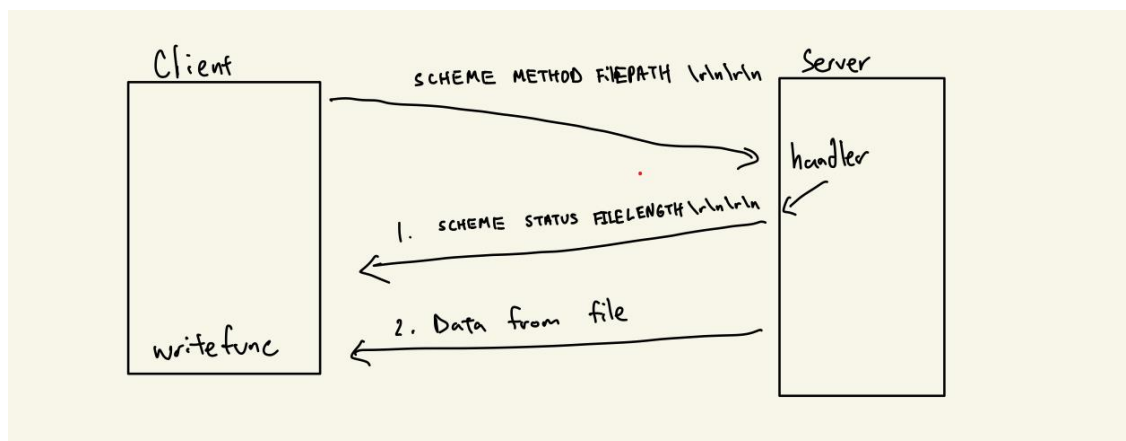 Client
Server
SCHEME METHOD FILEPATH \r\n\r\n
handler
1. SCHEME STATUS FILELENGTH \r\n\r\n
2. Data from file
writefunc